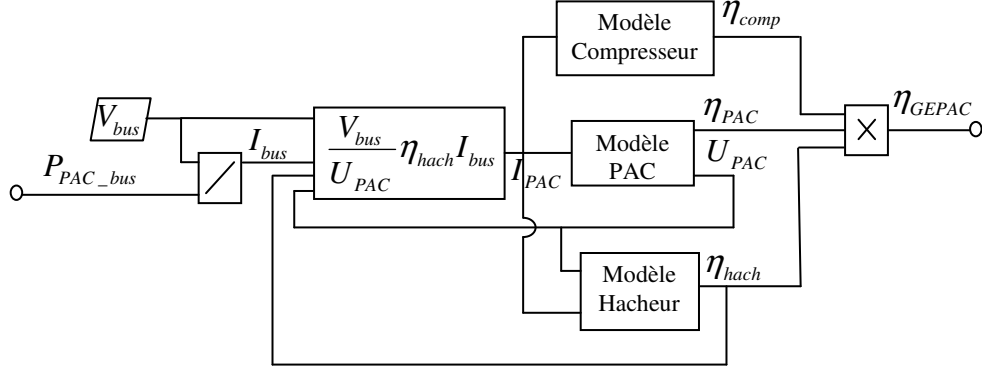 Modèle
Compresseur
η_comp
V_bus
P_PAC_bus
I_bus
V_bus / U_PAC η_hach I_bus
I_PAC
Modèle
PAC
η_PAC
U_PAC
Modèle
Hacheur
η_hach
×
η_GEPAC